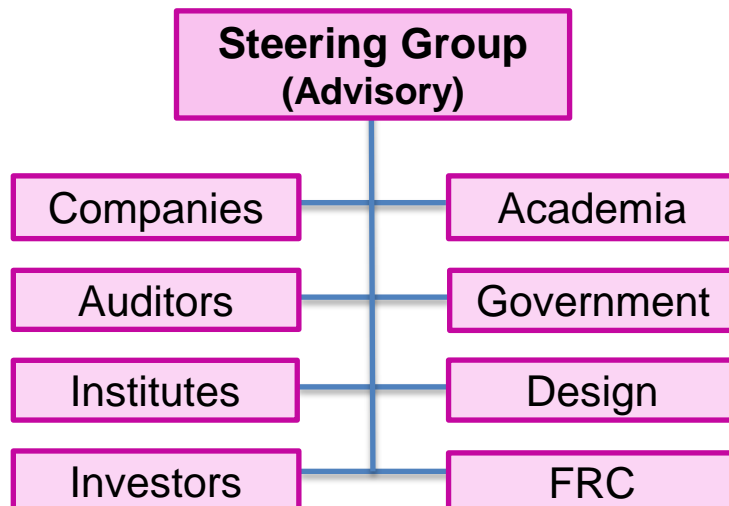 Steering Group
(Advisory)
Companies
Academia
Auditors
Government
Institutes
Design
Investors
FRC